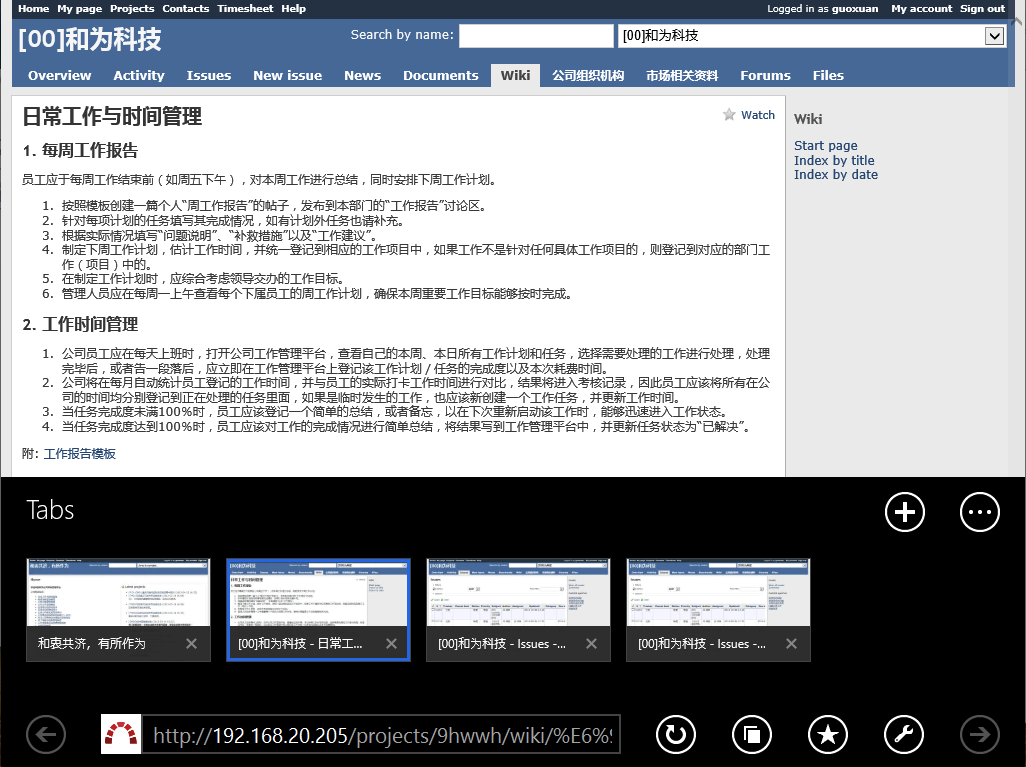 Home My page Projects Contacts Timesheet Help Logged in as guoxuan My account Sign out
[00]和为科技 Search by name: [00]和为科技
Overview Activity Issues New issue News Documents Wiki 公司组织机构 市场相关资料 Forums Files
日常工作与时间管理 Watch
Wiki
Start page
Index by title
Index by date
1. 每周工作报告
员工应于每周工作结束前（如周五下午），对本周工作进行总结，同时安排下周工作计划。
1. 按照模板创建一篇个人“周工作报告”的帖子，发布到本部门的“工作报告”讨论区。
2. 针对每项计划的任务填写其完成情况，如有计划外任务也请补充。
3. 根据实际情况填写“问题说明”、“补救措施”以及“工作建议”。
4. 制定下周工作计划，估计工作时间，并统一登记到相应的工作项目中，如果工作不是针对任何具体工作项目的，则登记到对应的部门工
作（项目）中的。
5. 在制定工作计划时，应综合考虑领导交办的工作目标。
6. 管理人员应在每周一上午查看每个下属员工的周工作计划，确保本周重要工作目标能够按时完成。
2. 工作时间管理
1. 公司员工应在每天上班时，打开公司工作管理平台，查看自己的本周、本日所有工作计划和任务，选择需要处理的工作进行处理，处理
完毕后，或者告一段落后，应立即在工作管理平台上登记该工作计划 / 任务的完成度以及本次耗费时间。
2. 公司将在每月自动统计员工登记的工作时间，并与员工的实际打卡工作时间进行对比，结果将进入考核记录，因此员工应该将所有在公
司的时间均分别登记到正在处理的任务里面，如果是临时发生的工作，也应该新创建一个工作任务，并更新工作时间。
3. 当任务完成度未满100%时，员工应该登记一个简单的总结，或者备忘，以在下次重新启动该工作时，能够迅速进入工作状态。
4. 当任务完成度达到100%时，员工应该对工作的完成情况进行简单总结，将结果写到工作管理平台中，并更新任务状态为“已解决”。
附: 工作报告模板
Tabs
和衷共济，有所作为
[00]和为科技 - 日常工...
[00]和为科技 - Issues -...
[00]和为科技 - Issues -...
http://192.168.20.205/projects/9hwwh/wiki/%E6%